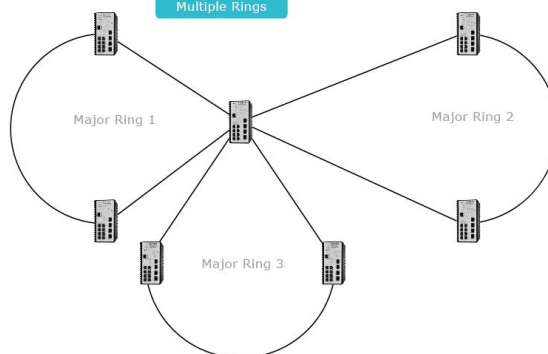 Multiple Rings
Major Ring 1
Major Ring 2
Major Ring 3